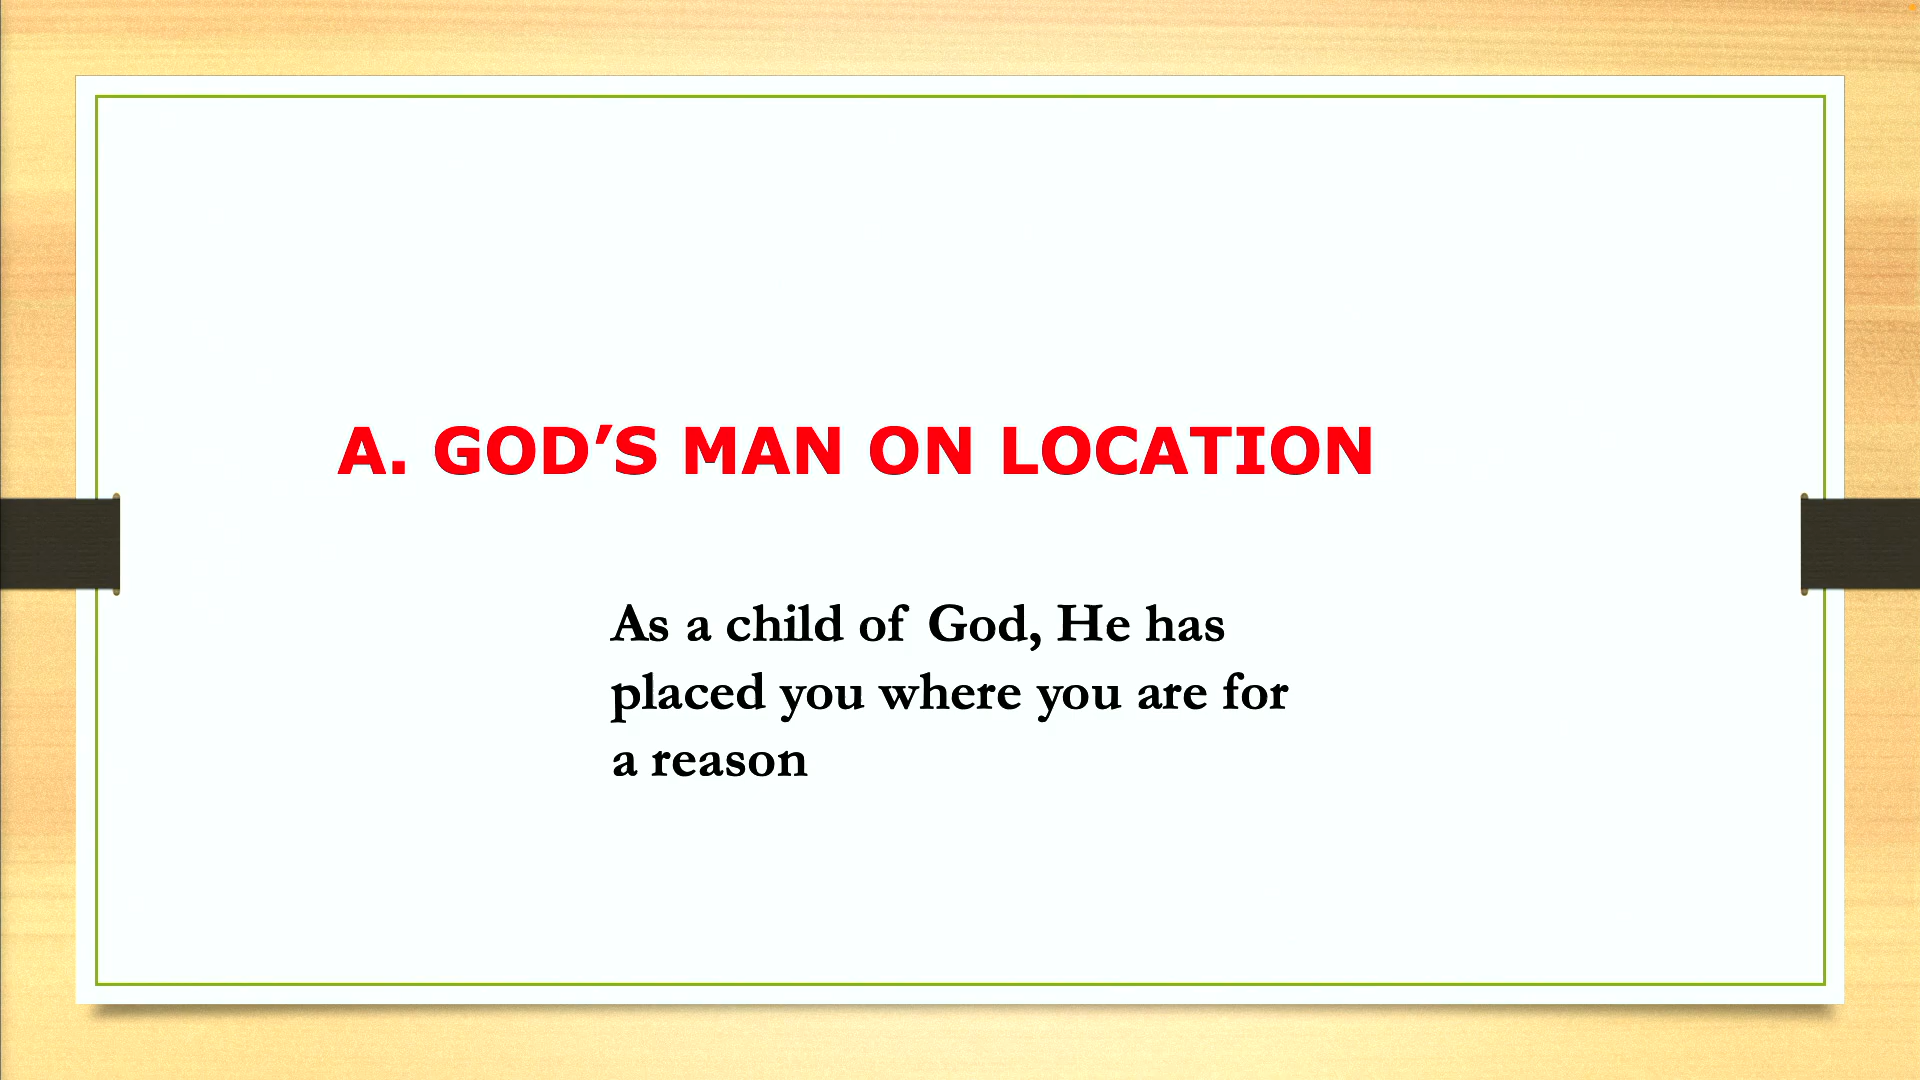 A. GOD’S MAN ON LOCATION
As a child of God, He has
placed you where you are for
a reason